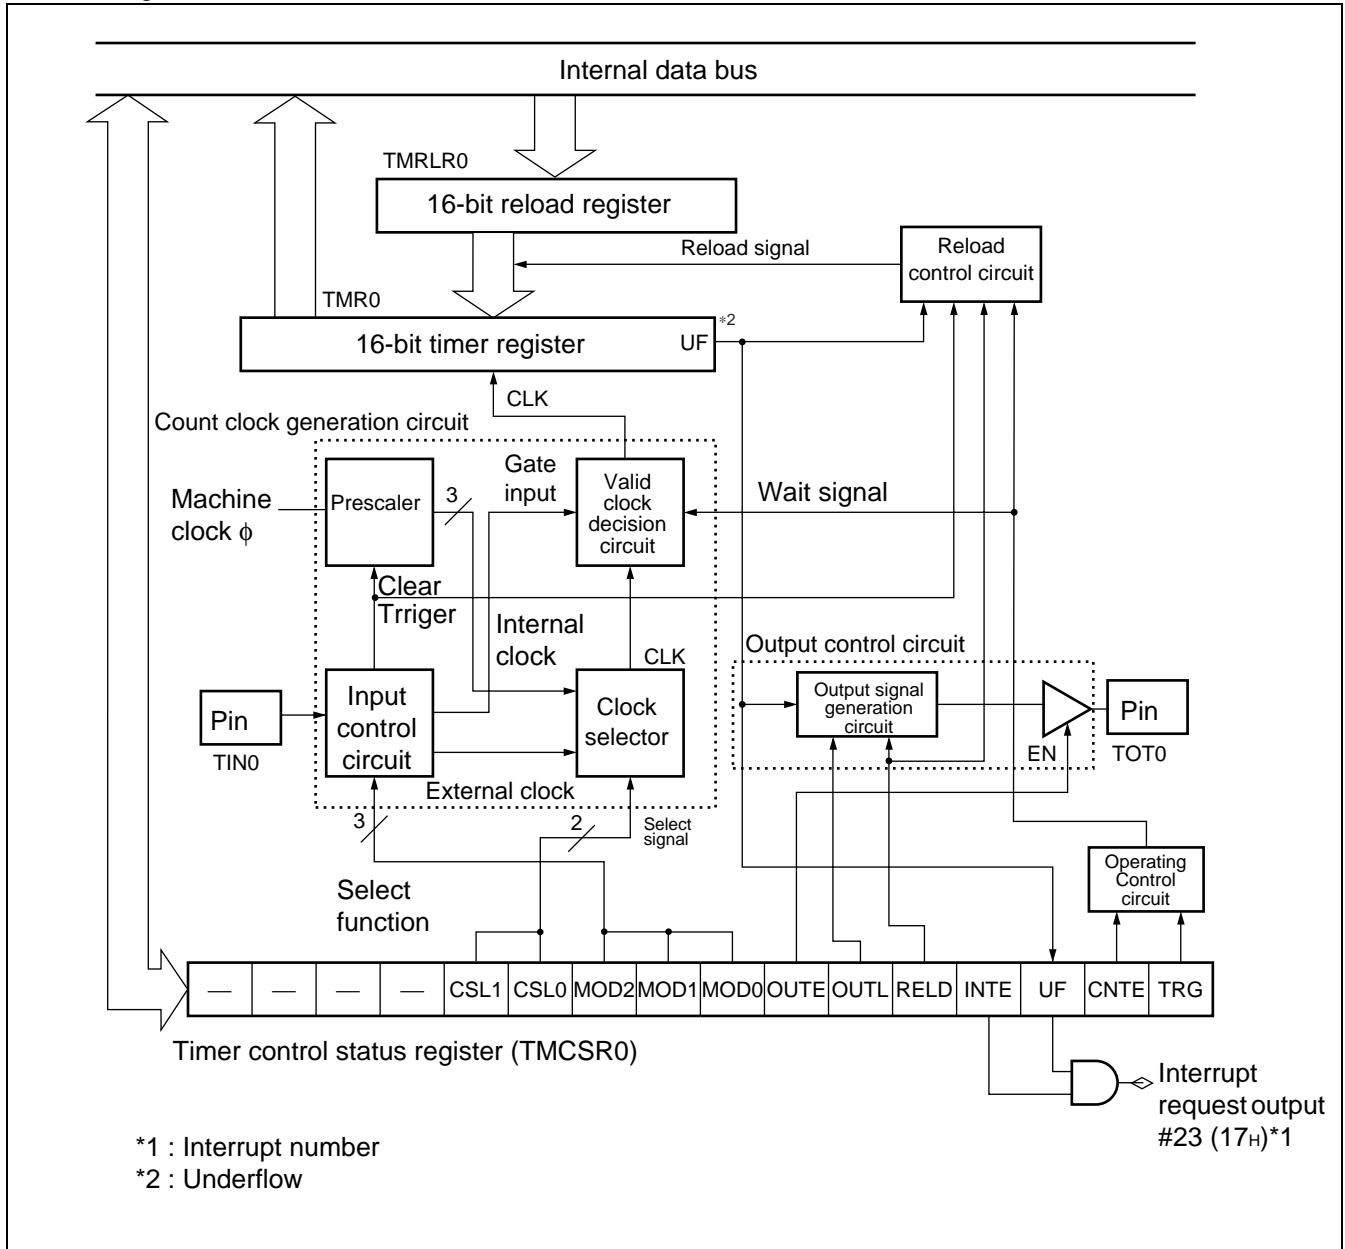 Internal data bus
TMRLR0
16-bit reload register
Reload signal
Reload
control circuit
TMR0
*2
16-bit timer register
UF
CLK
Count clock generation circuit
Machine
clock ϕ
Prescaler
3
Gate
input
Valid
clock
decision
circuit
Wait signal
Clear
Trriger
Internal
clock
CLK
Output control circuit
Pin
TIN0
Input
control
circuit
Clock
selector
Output signal
generation
circuit
EN
Pin
TOT0
External clock
3
2
Select
signal
Select
function
Operating
Control
circuit
— — — — CSL1 CSL0 MOD2 MOD1 MOD0 OUTE OUTL RELD INTE UF CNTE TRG
Timer control status register (TMCSR0)
Interrupt
request output
#23 (17H)*1
*1 : Interrupt number
*2 : Underflow